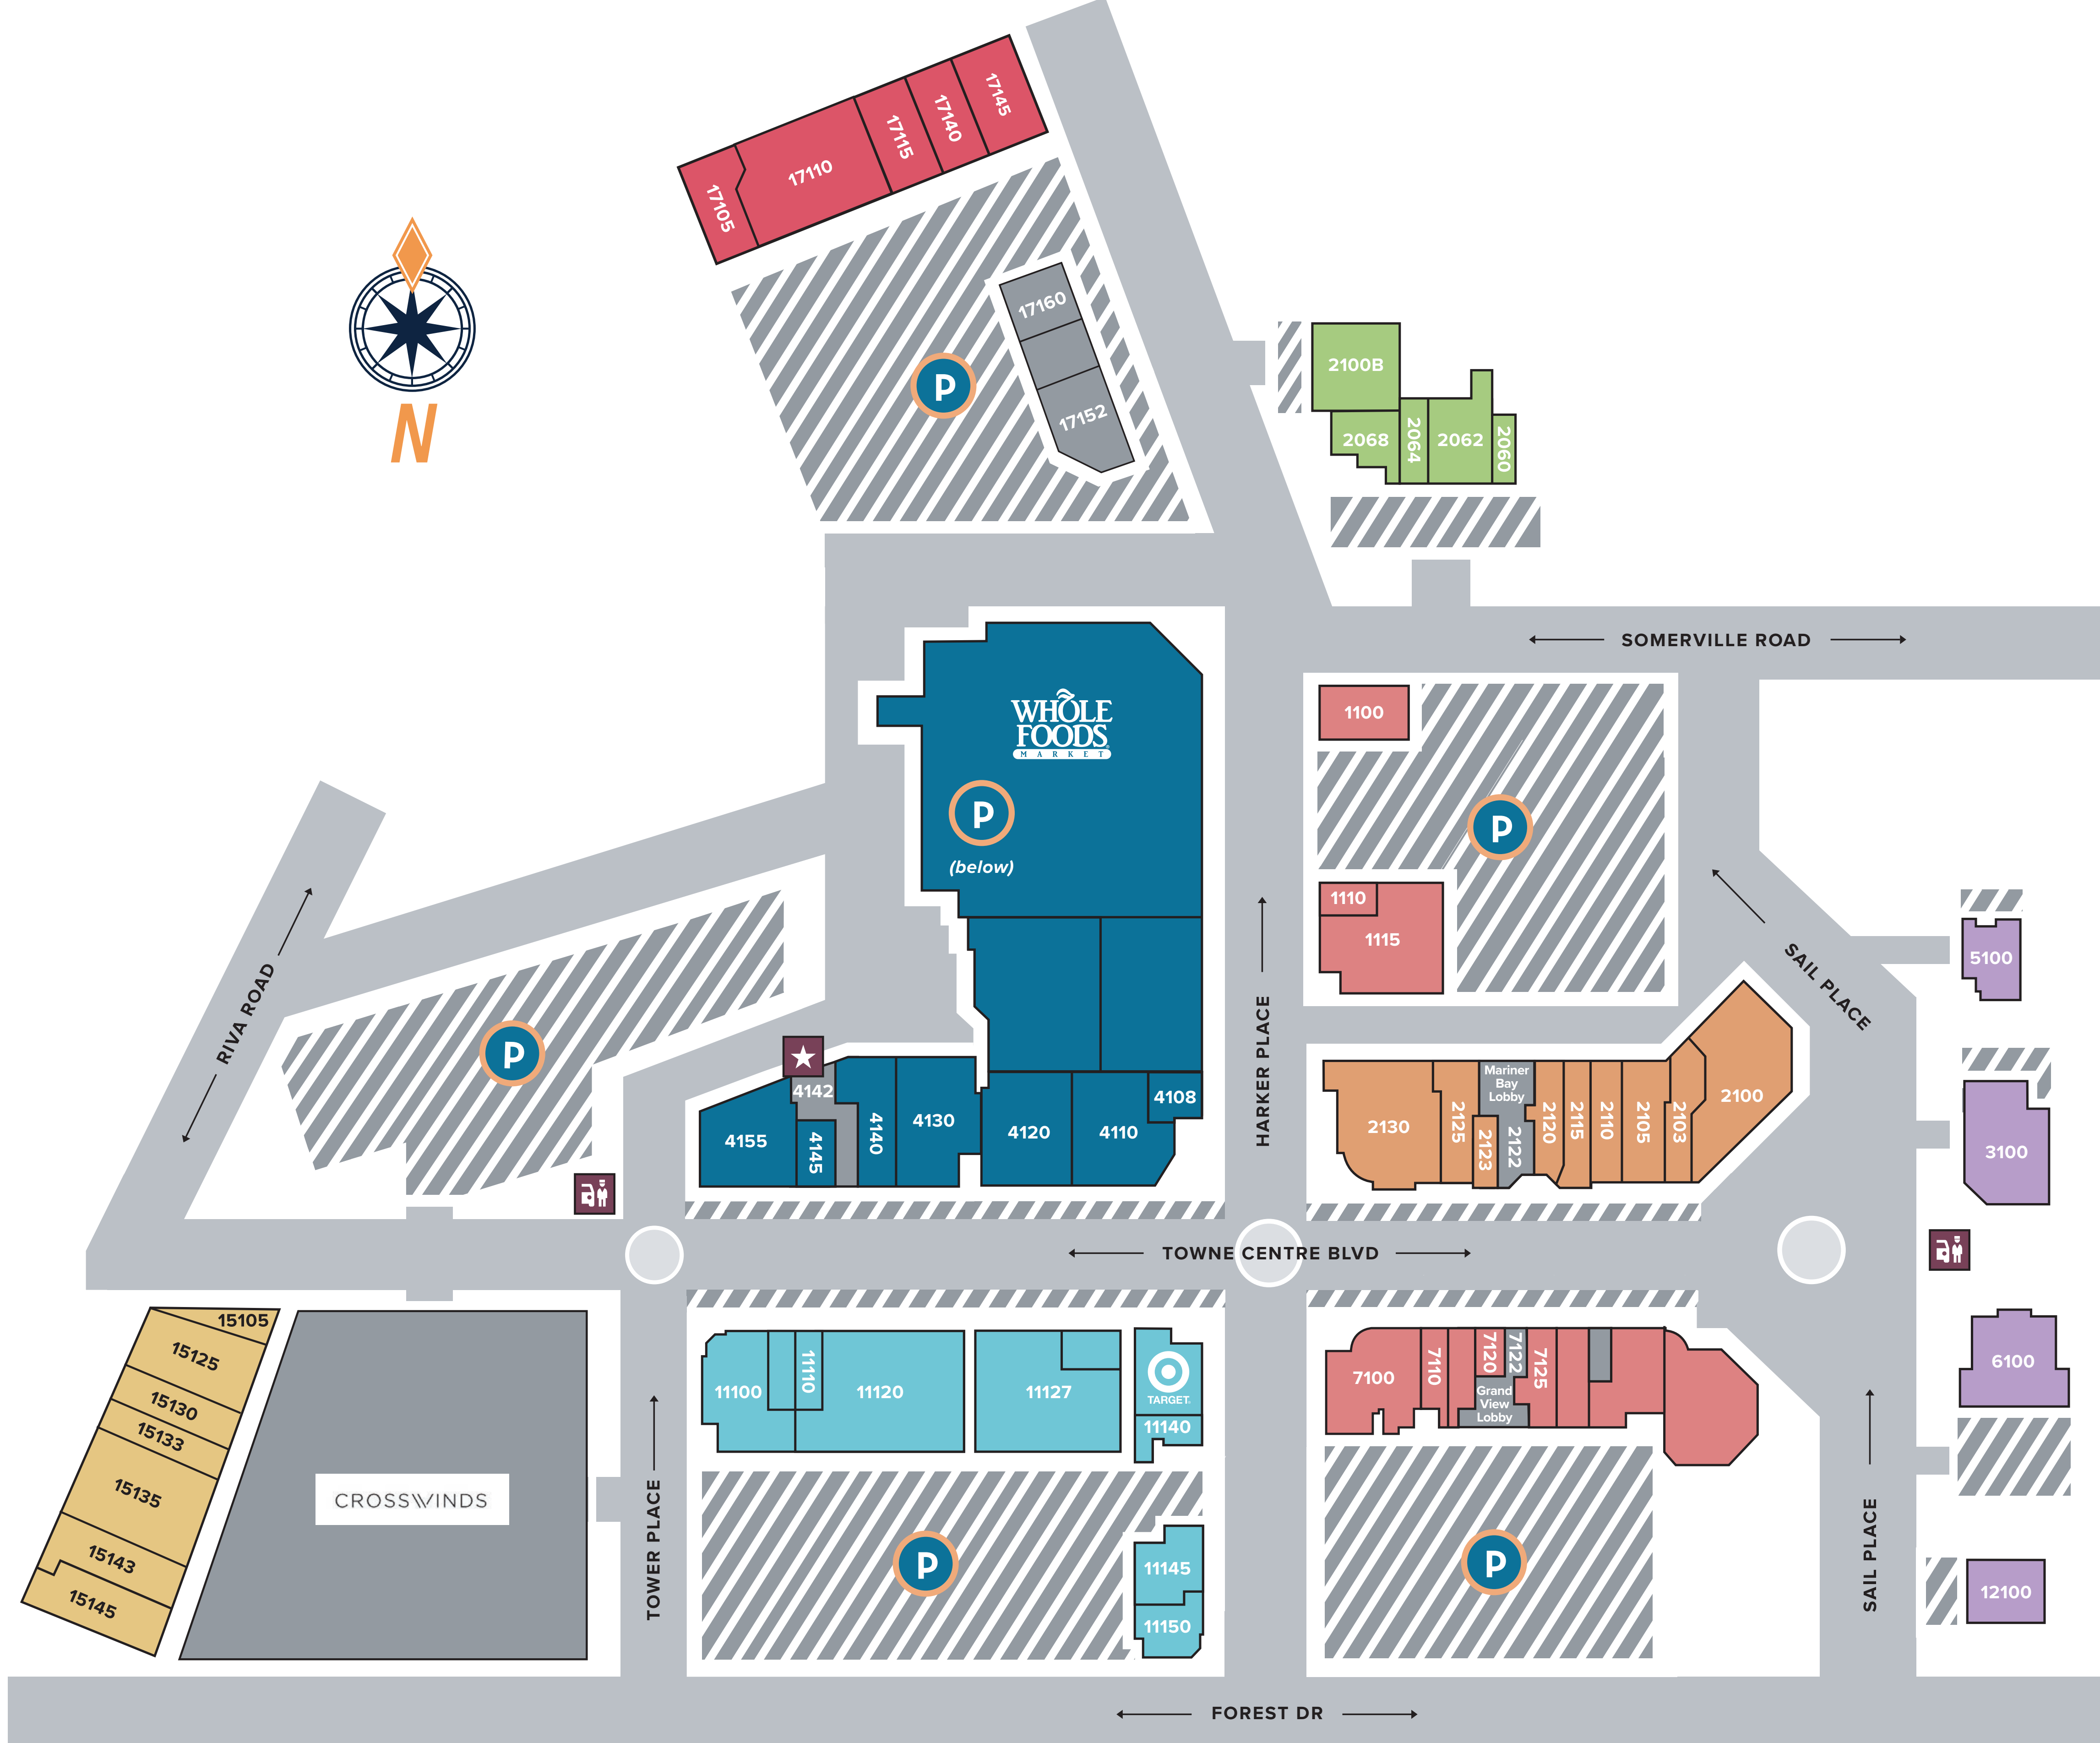 17145
17140
17115
17110
17105
N
17160
17152
P
2100B
2068
2064
2062
2060
SOMERVILLE ROAD
WHOLE
FOODS
MARKET
P
(below)
1100
P
1110
1115
HARKER PLACE
SAIL PLACE
5100
3100
RIVA ROAD
P
4142
4155
4145
4140
4130
4120
4110
4108
2130
2125
2123
Mariner
Bay
Lobby
2122
2120
2115
2110
2105
2103
2100
TOWNE CENTRE BLVD
15105
15125
15130
15133
15135
15143
15145
CROSSWINDS
TOWER PLACE
11100
11110
11120
11127
TARGET
11140
P
11145
11150
7100
7110
7120
7122
7125
Grand
View
Lobby
P
6100
SAIL PLACE
12100
FOREST DR